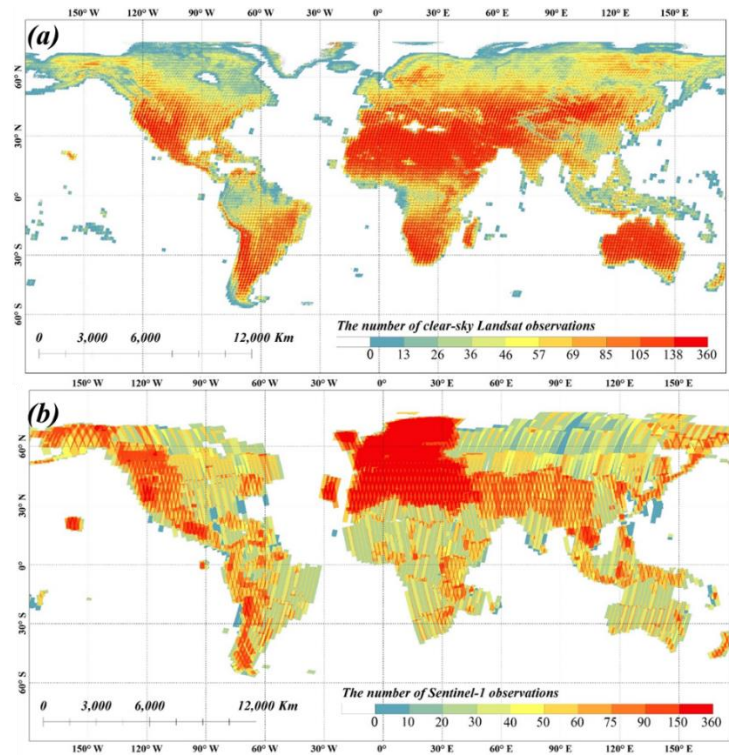 (a)
150° W 120° W 90° W 60° W 30° W 0° 30° E 60° E 90° E 120° E 150° E
60° N
30° N
0°
30° S
60° S
The number of clear-sky Landsat observations
0 3,000 6,000 12,000 Km
0 13 26 36 46 57 69 85 105 138 360
150° W 120° W 90° W 60° W 30° W 0° 30° E 60° E 90° E 120° E 150° E
(b)
60° N
30° N
0°
30° S
60° S
The number of Sentinel-1 observations
0 3,000 6,000 12,000 Km
0 10 20 30 40 50 60 75 90 150 360
150° W 120° W 90° W 60° W 30° W 0° 30° E 60° E 90° E 120° E 150° E